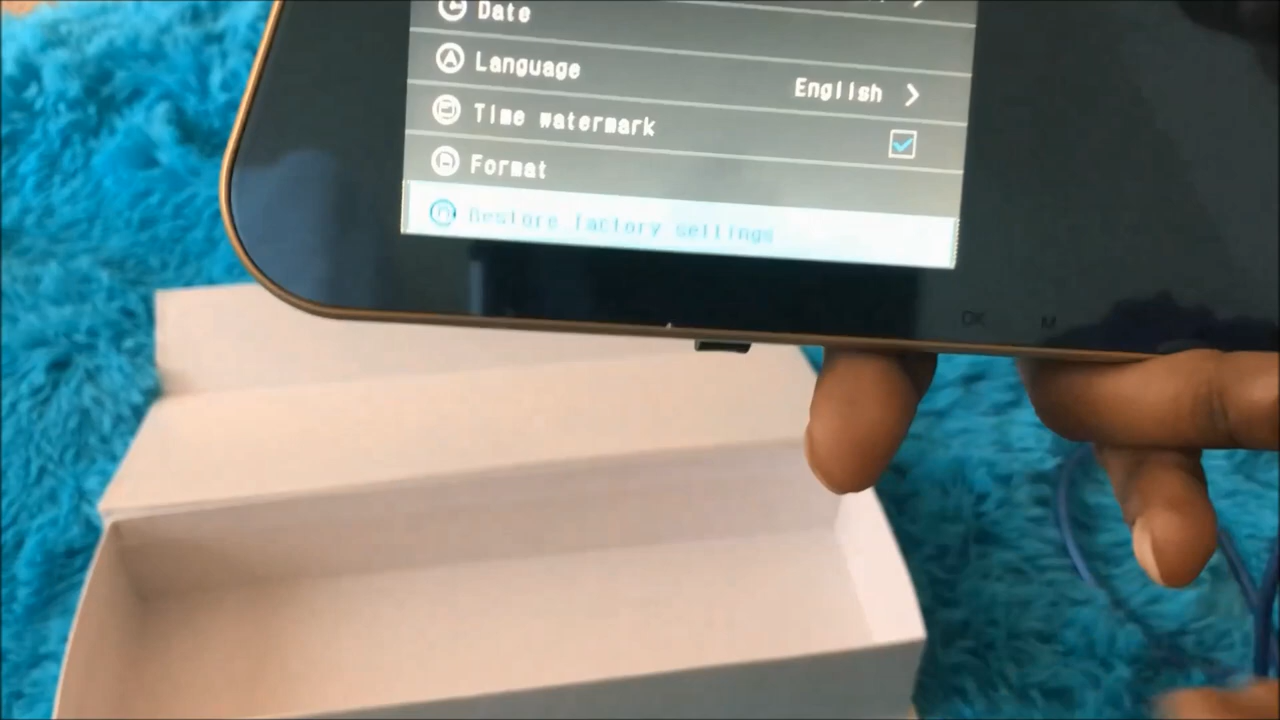 Date
Language
English
Time watermark
Format
Restore factory settings
OK
M